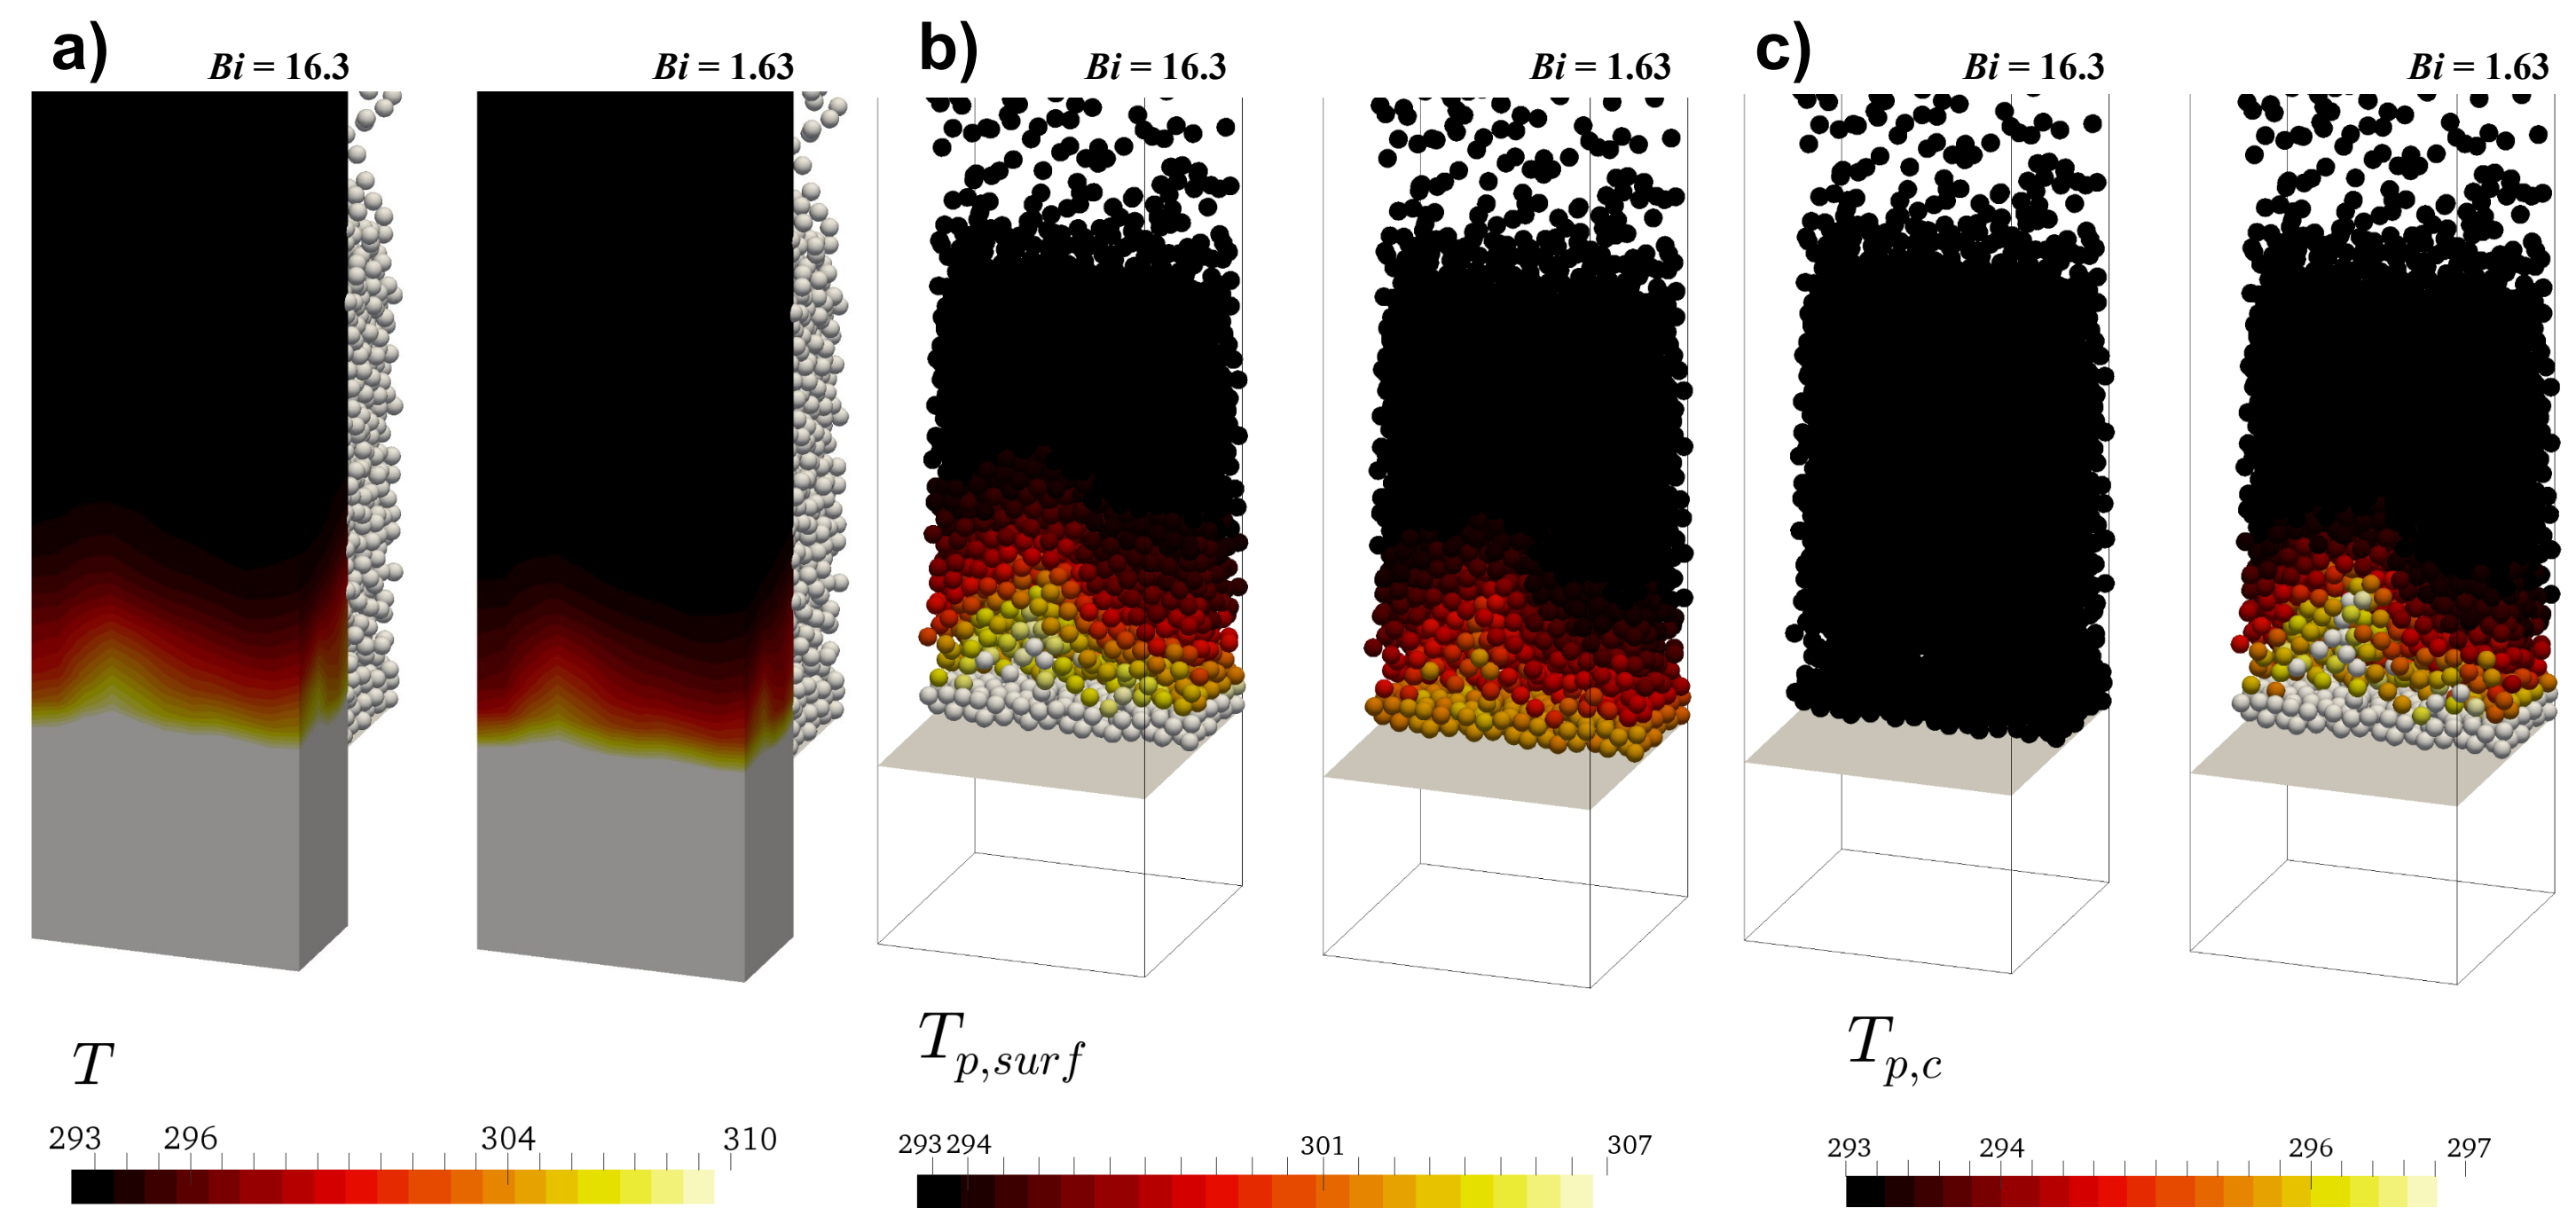 a)
Bi = 16.3
Bi = 1.63
b)
Bi = 16.3
Bi = 1.63
c)
Bi = 16.3
Bi = 1.63
T
293 296 304 310
T_{p,surf}
293 294 301 307
T_{p,c}
293 294 296 297